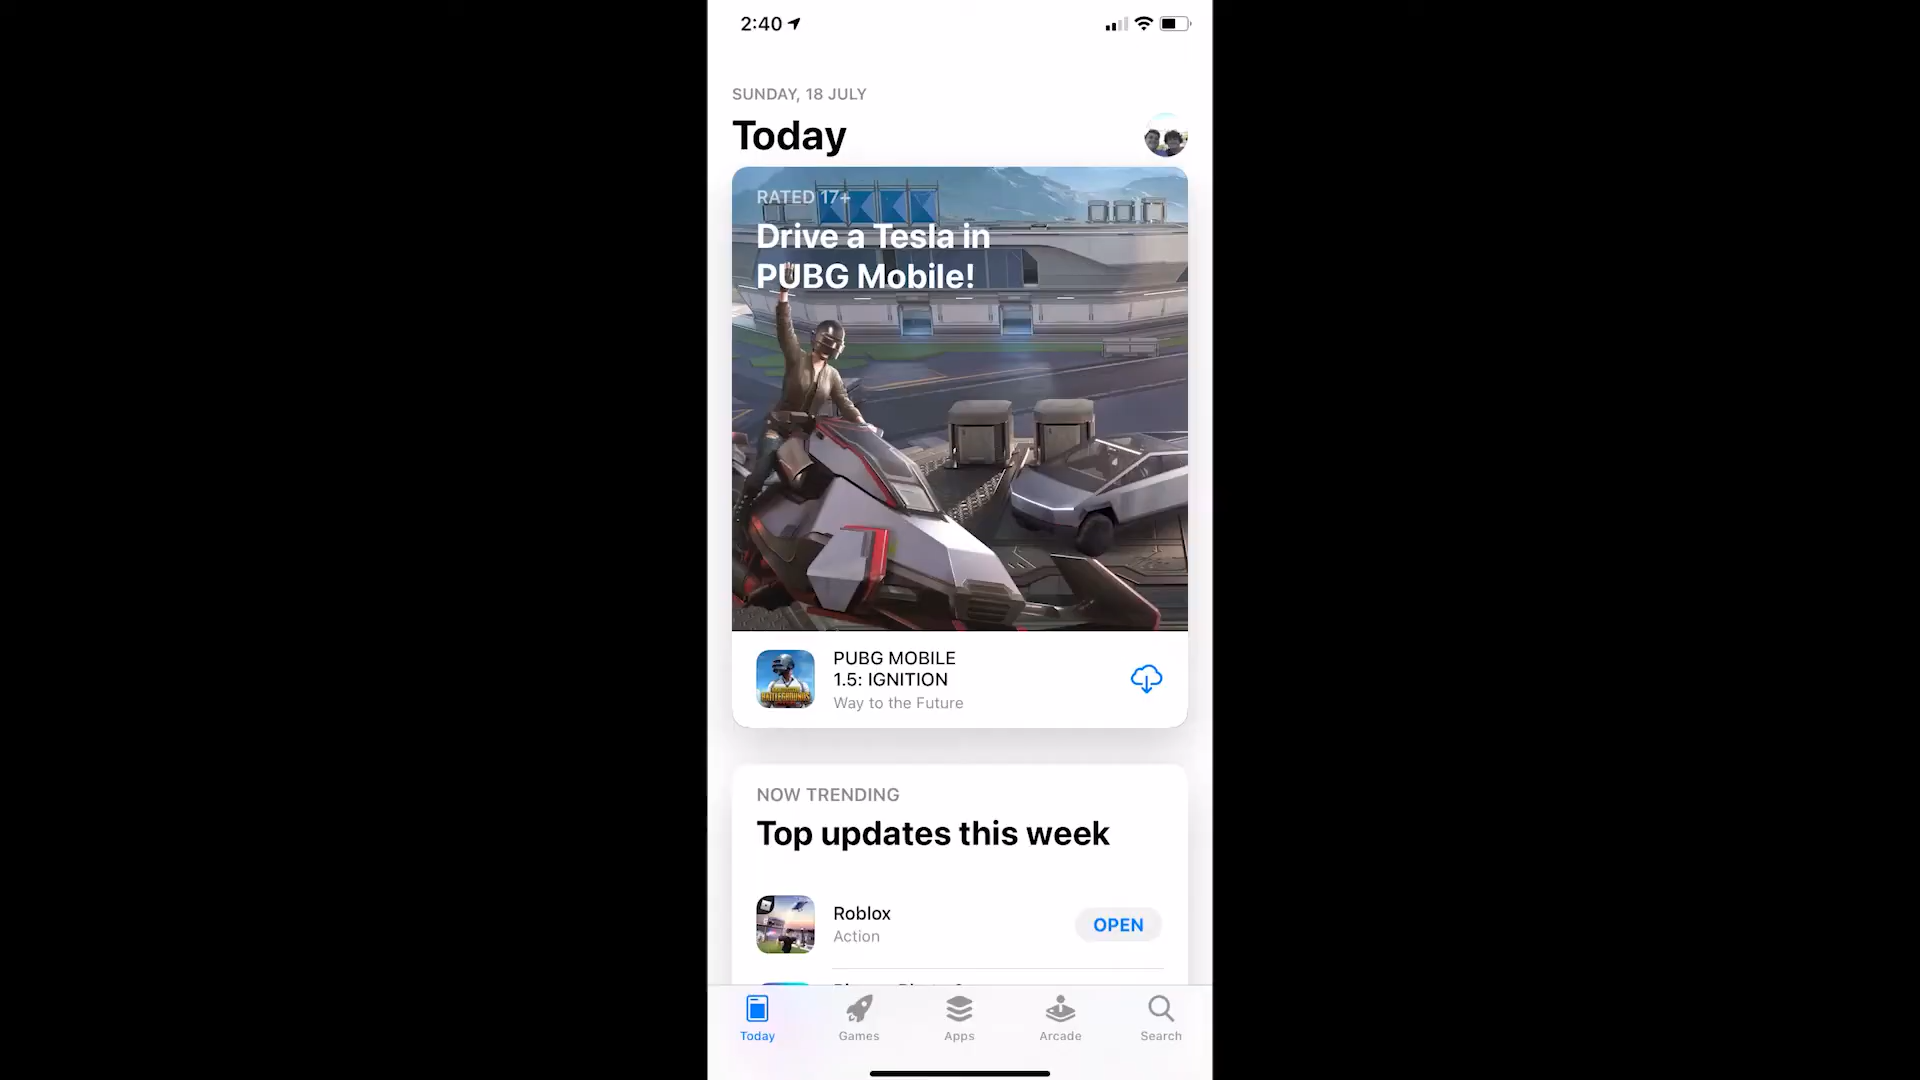 2:40
SUNDAY, 18 JULY
Today
RATED 17+
Drive a Tesla in
PUBG Mobile!
PUBG MOBILE
1.5: IGNITION
Way to the Future
NOW TRENDING
Top updates this week
Roblox
Action
OPEN
Today
Games
Apps
Arcade
Search